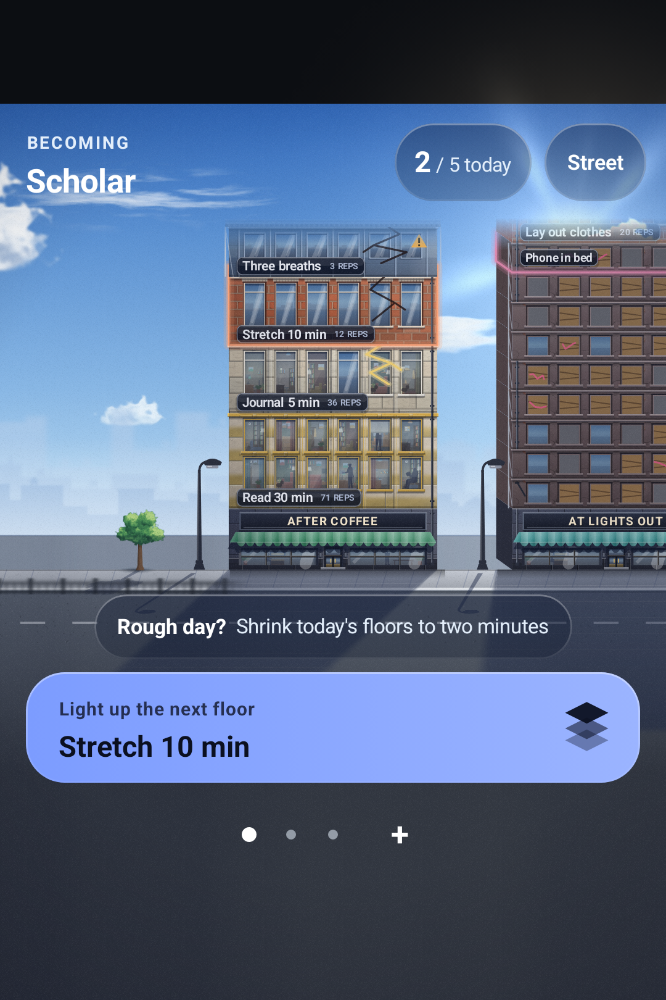 BECOMING
Scholar
2 / 5 today
Street
Three breaths 3 REPS
Stretch 10 min 12 REPS
Journal 5 min 36 REPS
Read 30 min 71 REPS
AFTER COFFEE
Lay out clothes 20 REPS
Phone in bed
AT LIGHTS OUT
Rough day? Shrink today's floors to two minutes
Light up the next floor
Stretch 10 min
+